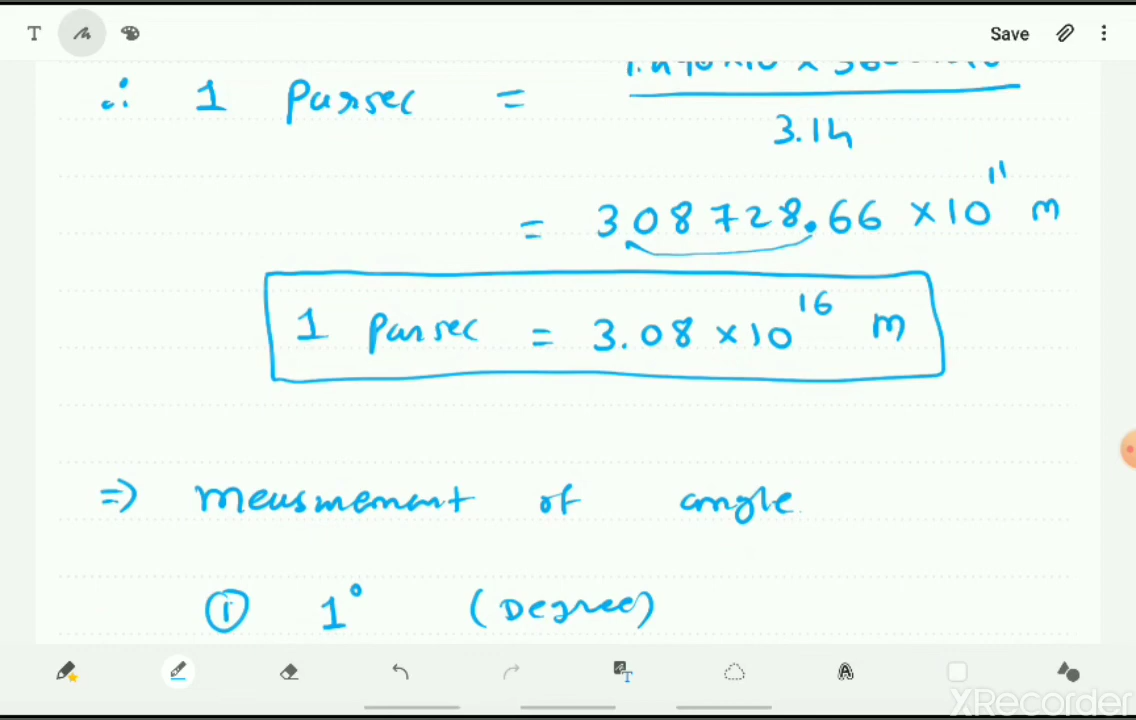 T Save
∴ 1 Parsec =
3.14
= 308728.66 × 10¹¹ m
1 Parsec = 3.08 × 10¹⁶ m
⇒ meusmemant of angle.
① 1° (Degree)
T A
XRecorder